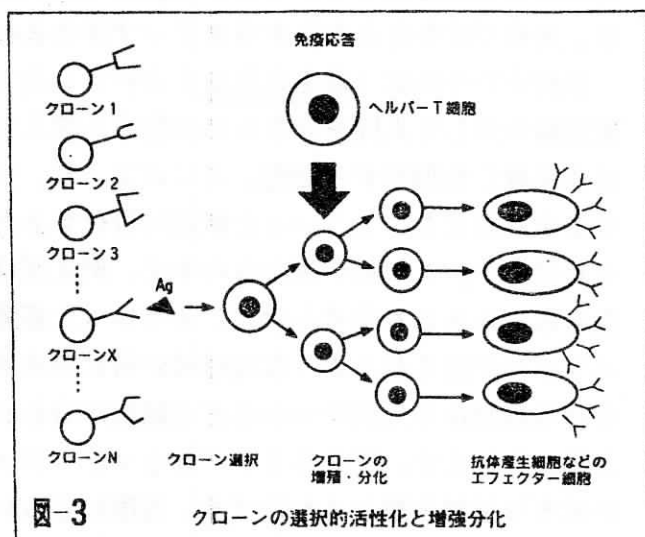 免疫応答
ヘルパーT細胞
クローン1
クローン2
クローン3
Ag
クローンX
クローンN
クローン選択
クローンの
増殖・分化
抗体産生細胞などの
エフェクター細胞
図-3 クローンの選択的活性化と増強分化